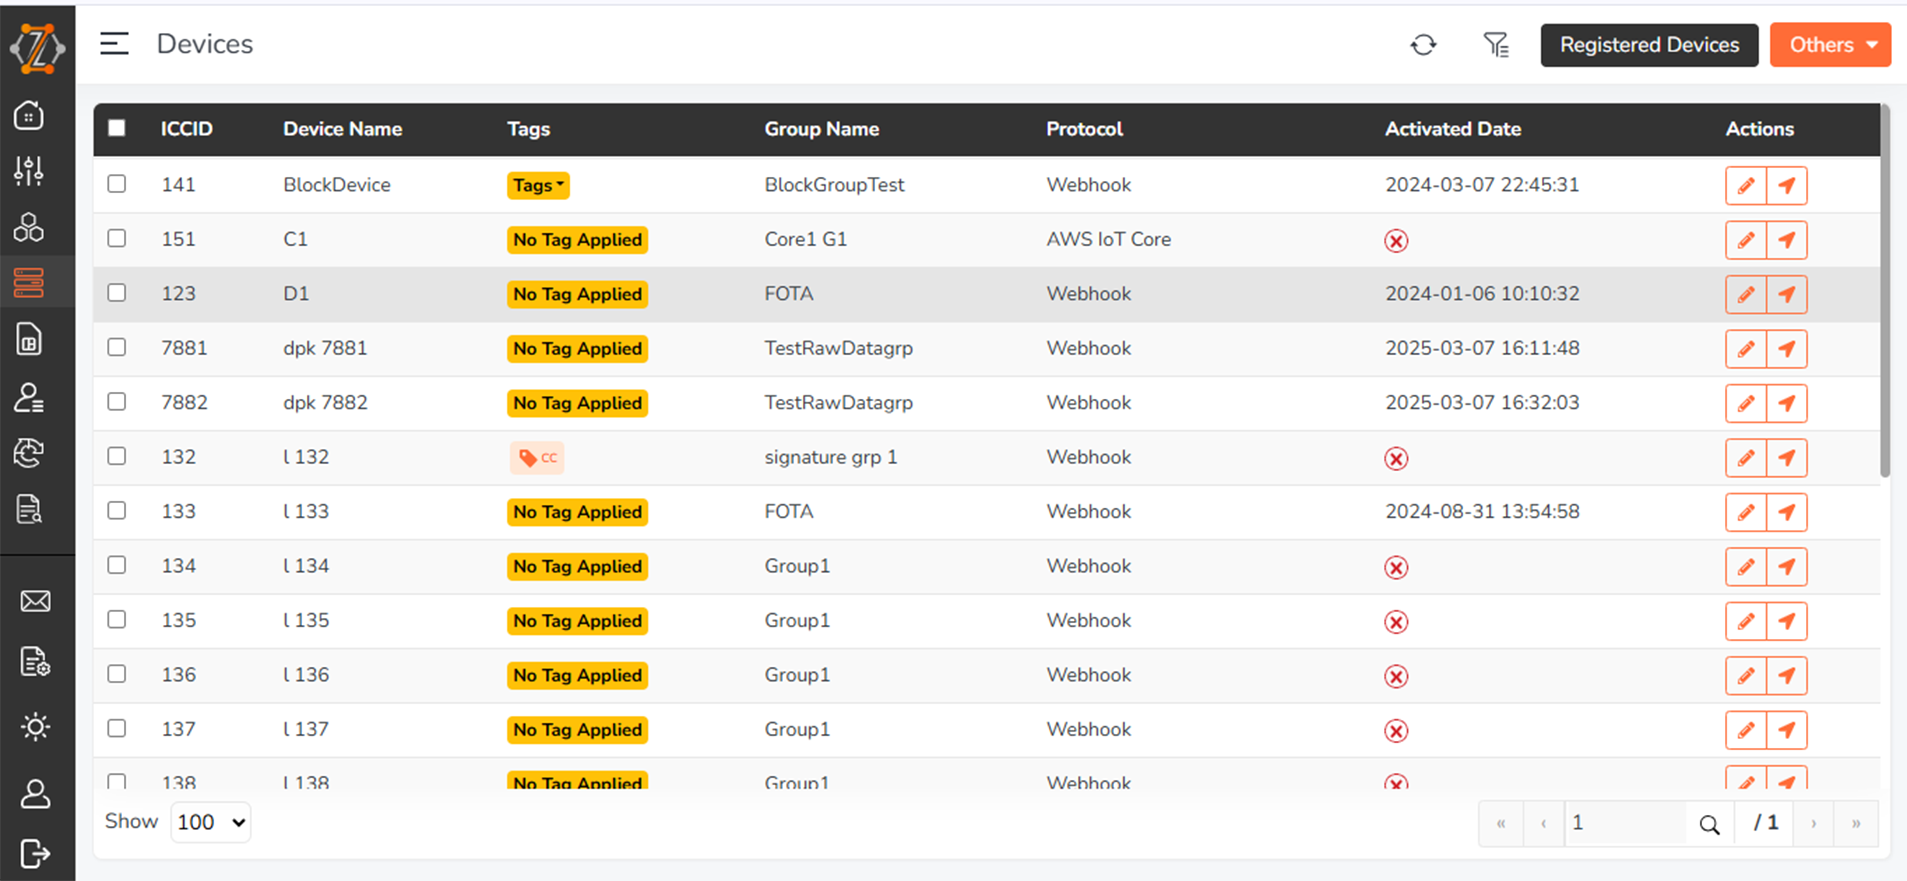 Devices
Registered Devices
Others
ICCID Device Name Tags Group Name Protocol Activated Date Actions
141 BlockDevice Tags BlockGroupTest Webhook 2024-03-07 22:45:31
151 C1 No Tag Applied Core1 G1 AWS IoT Core
123 D1 No Tag Applied FOTA Webhook 2024-01-06 10:10:32
7881 dpk 7881 No Tag Applied TestRawDatagrp Webhook 2025-03-07 16:11:48
7882 dpk 7882 No Tag Applied TestRawDatagrp Webhook 2025-03-07 16:32:03
132 l 132 CC signature grp 1 Webhook
133 l 133 No Tag Applied FOTA Webhook 2024-08-31 13:54:58
134 l 134 No Tag Applied Group1 Webhook
135 l 135 No Tag Applied Group1 Webhook
136 l 136 No Tag Applied Group1 Webhook
137 l 137 No Tag Applied Group1 Webhook
138 l 138 No Tag Applied Group1 Webhook
Show 100
« ‹ 1 / 1 › »